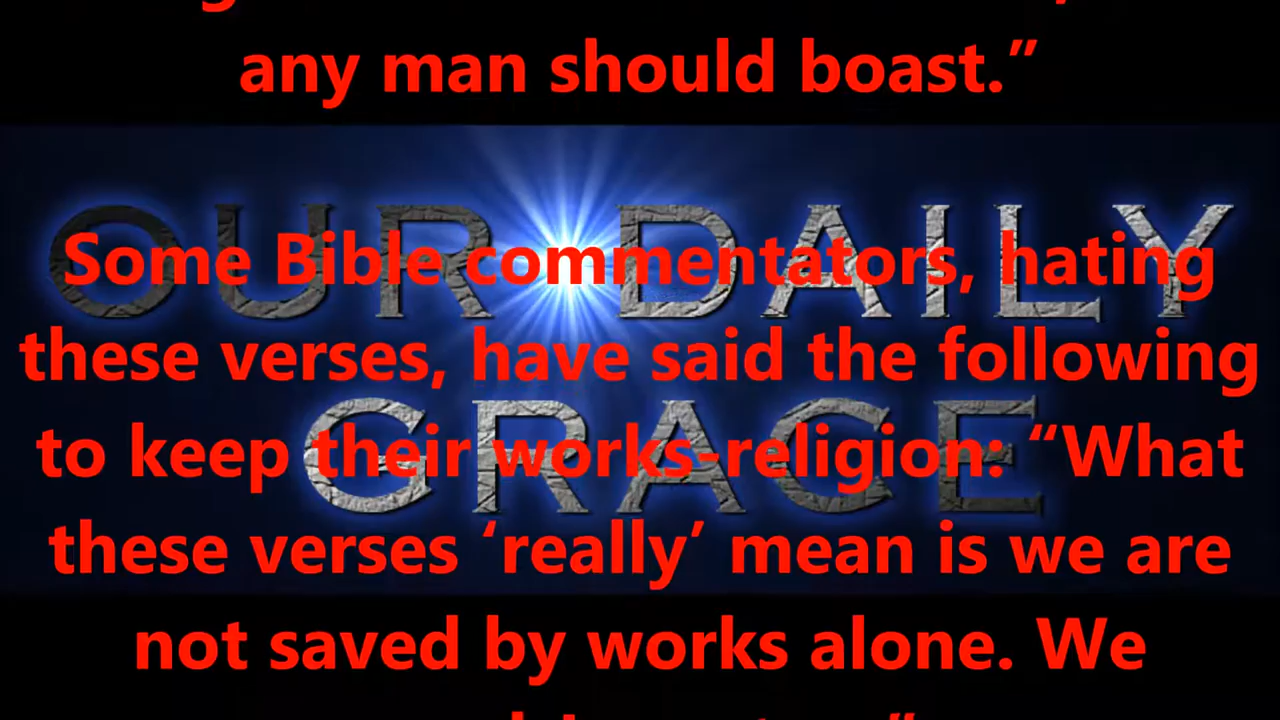 any man should boast.”
OUR DAILY
GRACE
Some Bible commentators, hating
these verses, have said the following
to keep their works-religion: “What
these verses ‘really’ mean is we are
not saved by works alone. We